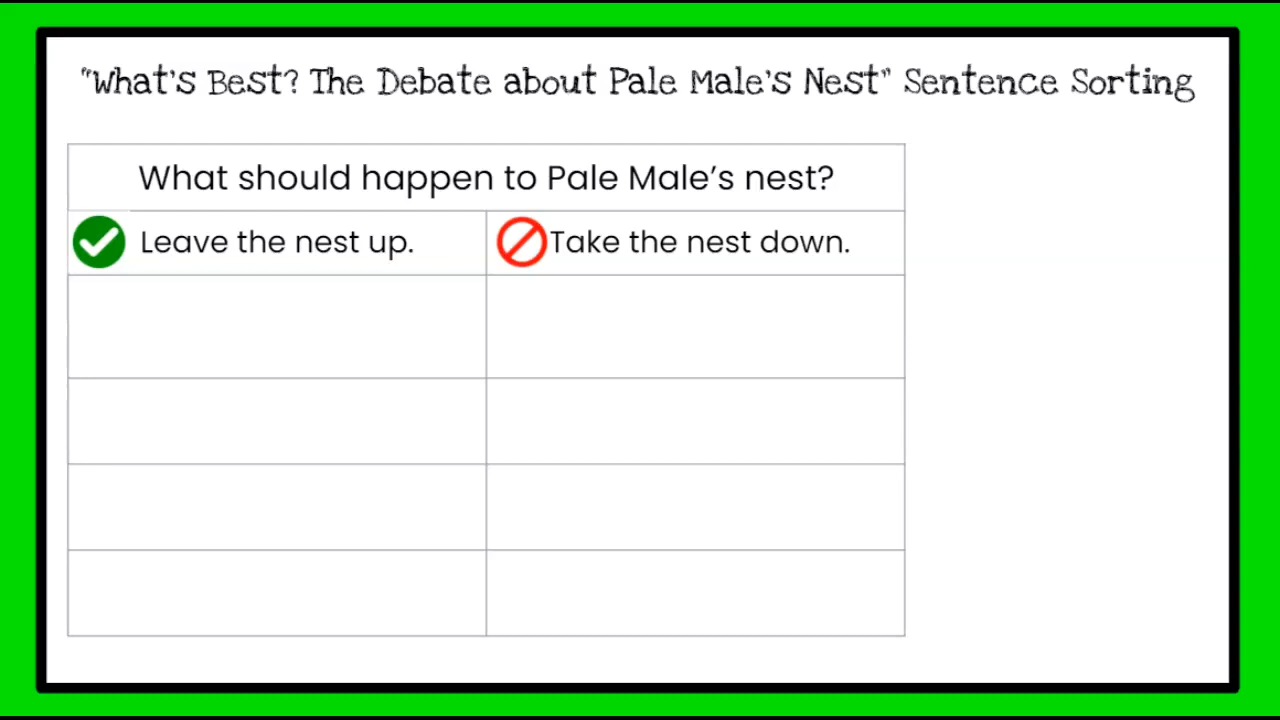 "What's Best? The Debate about Pale Male's Nest" Sentence Sorting
What should happen to Pale Male's nest?
Leave the nest up.
Take the nest down.